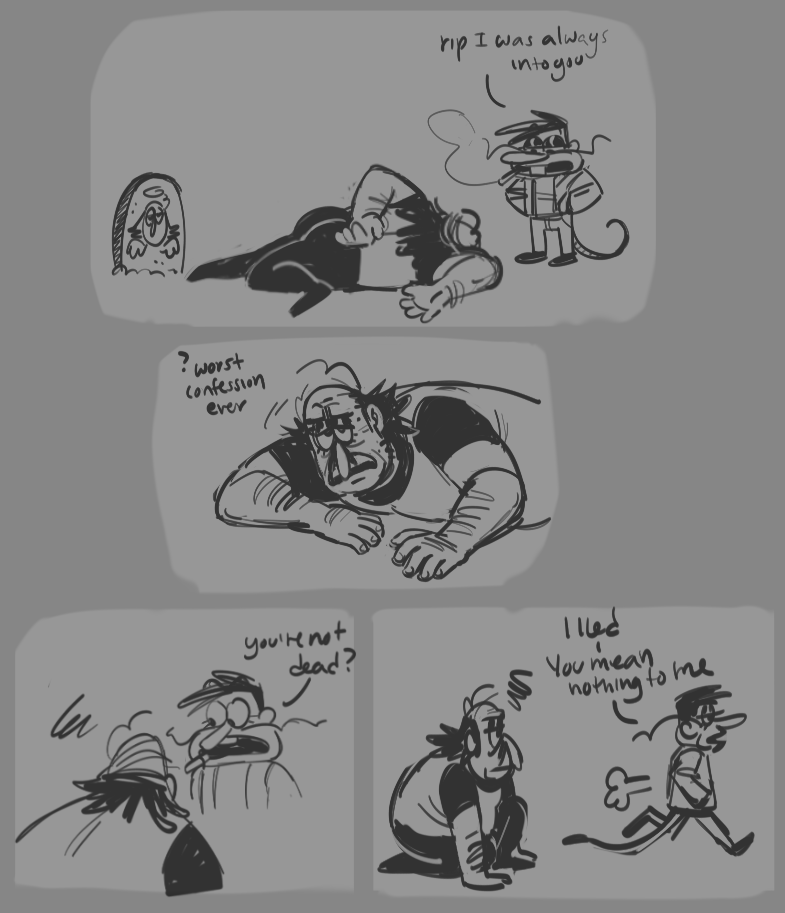 rip I was always
into you
? worst
confession
ever
you're not
dead?
I lied
You mean
nothing to me